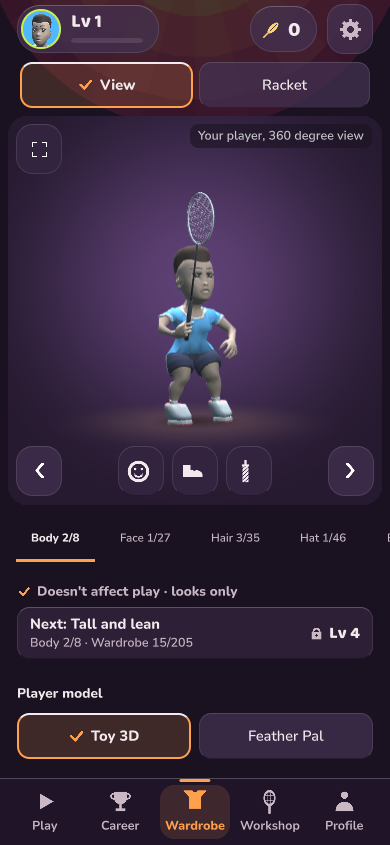 Lv 1
0
View
Racket
Your player, 360 degree view
Body 2/8
Face 1/27
Hair 3/35
Hat 1/46
Doesn't affect play · looks only
Next: Tall and lean
Body 2/8 · Wardrobe 15/205
Lv 4
Player model
Toy 3D
Feather Pal
Play
Career
Wardrobe
Workshop
Profile